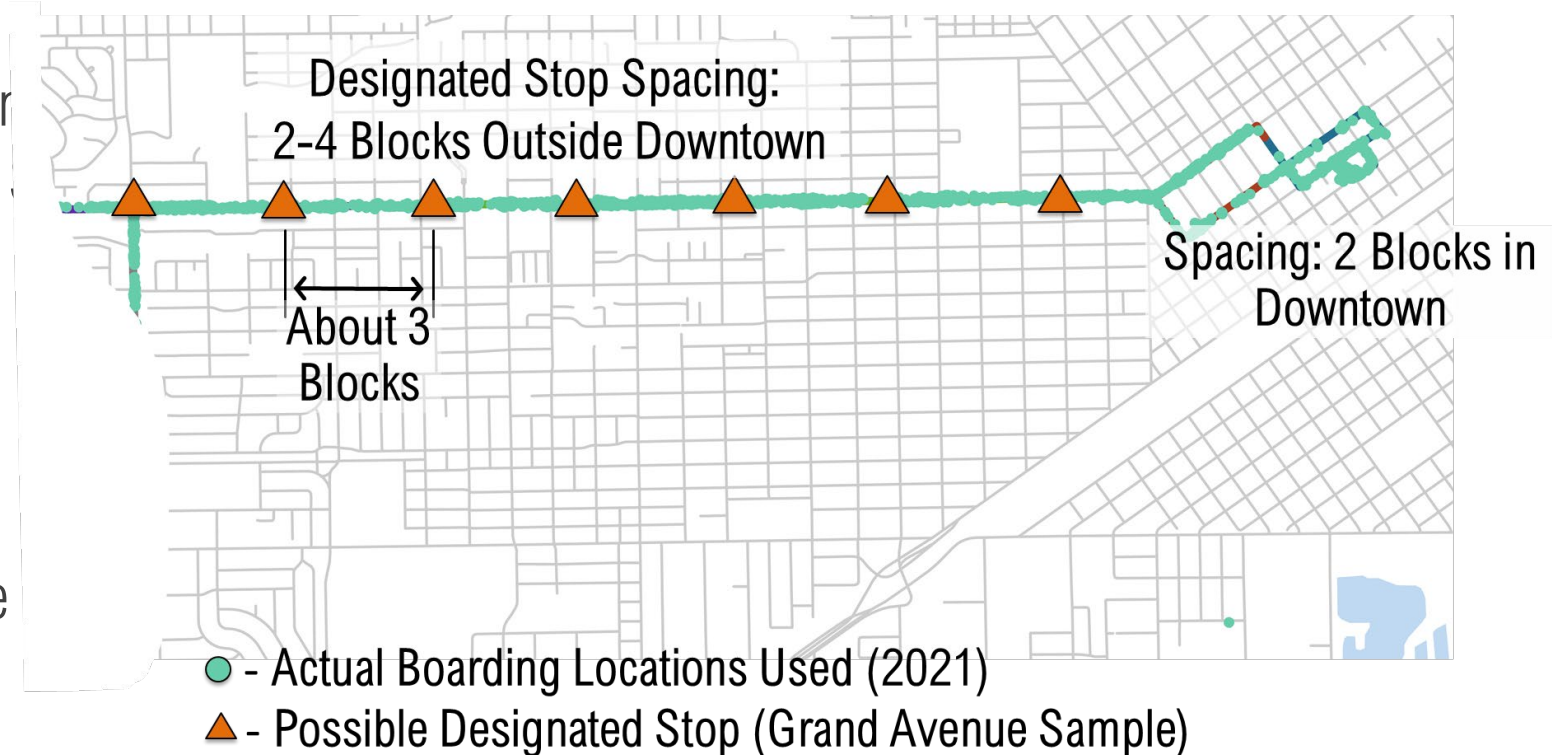 Designated Stop Spacing:
2-4 Blocks Outside Downtown
Spacing: 2 Blocks in
Downtown
About 3
Blocks
- Actual Boarding Locations Used (2021)
- Possible Designated Stop (Grand Avenue Sample)